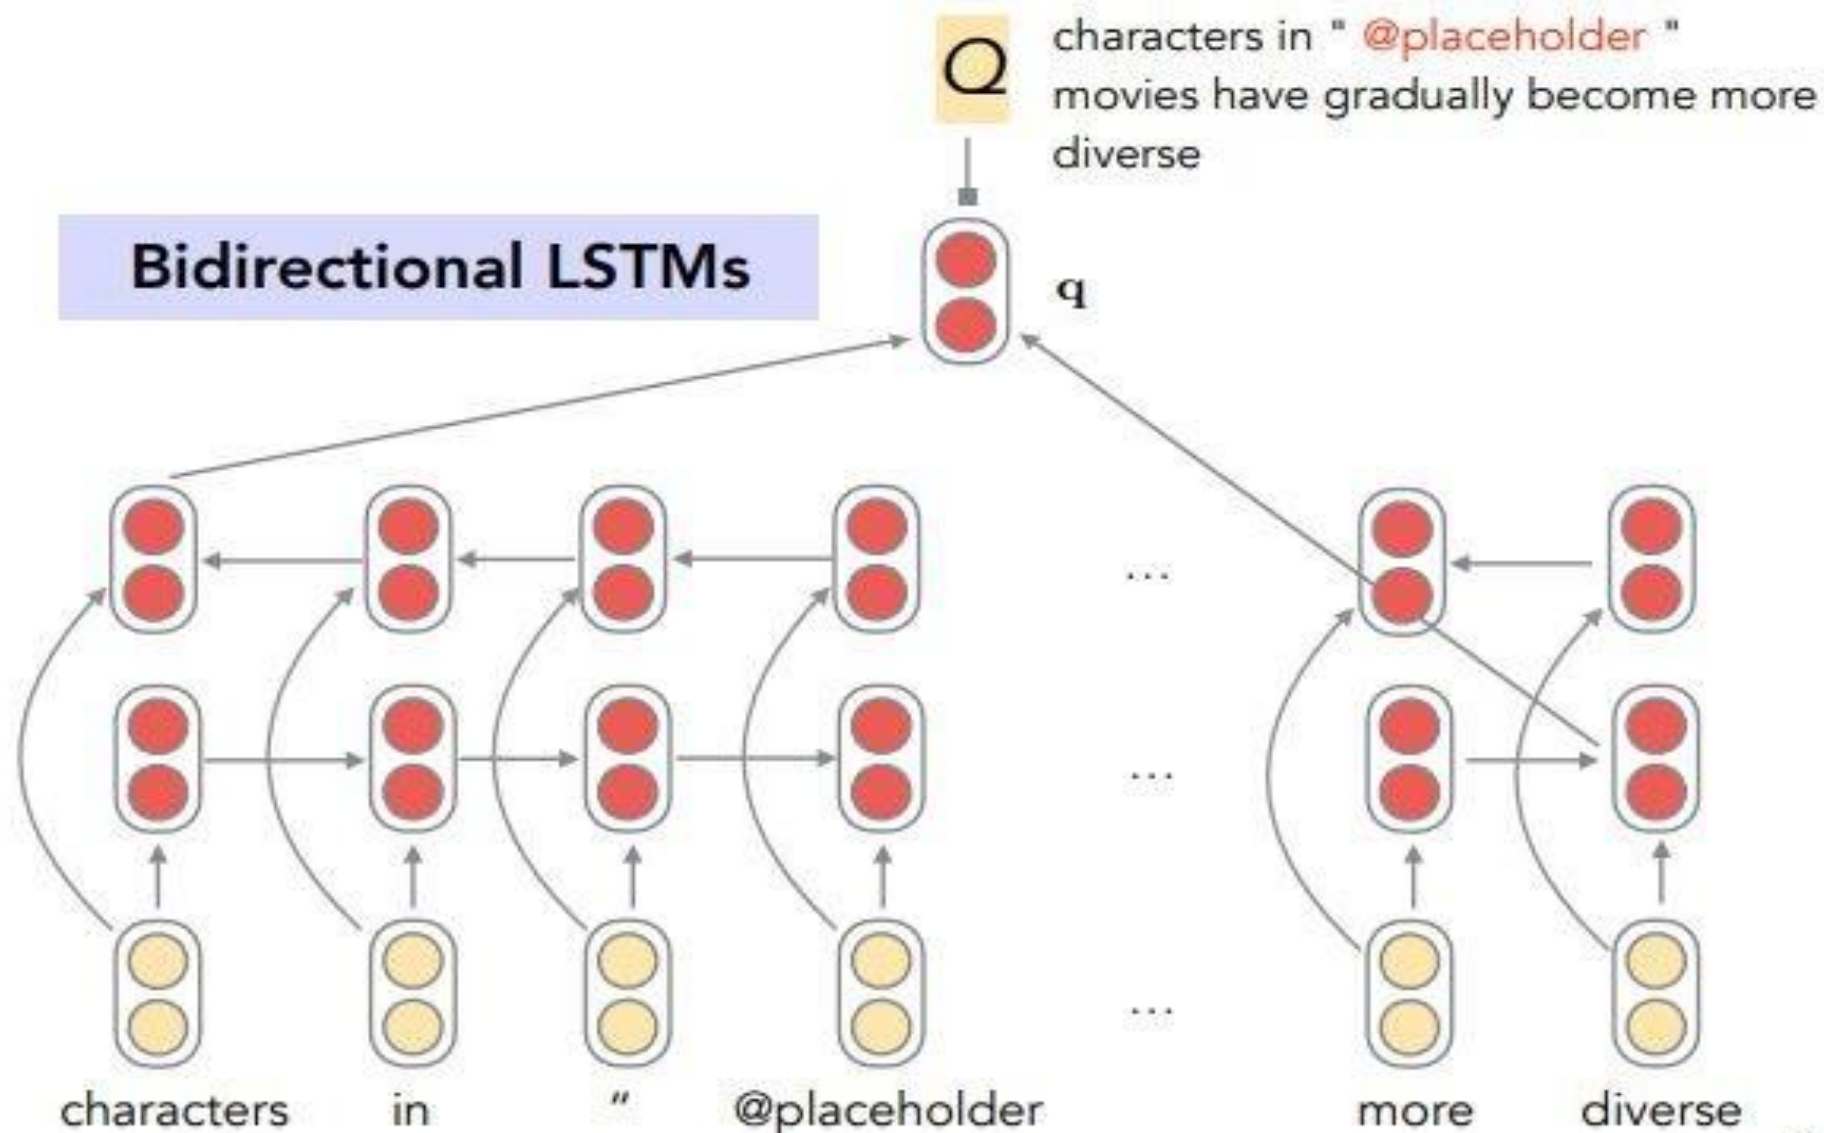 Q
characters in " @placeholder "
movies have gradually become more
diverse
Bidirectional LSTMs
q
...
...
...
characters in “ @placeholder more diverse